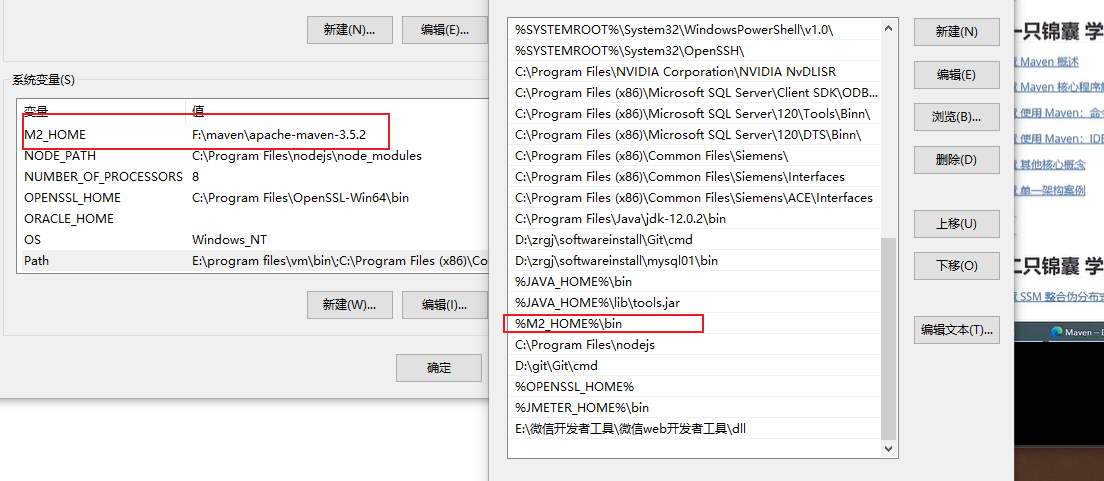 新建(N)...
编辑(E)...
系统变量(S)
变量
值
M2_HOME
F:\maven\apache-maven-3.5.2
NODE_PATH
C:\Program Files\nodejs\node_modules
NUMBER_OF_PROCESSORS
8
OPENSSL_HOME
C:\Program Files\OpenSSL-Win64\bin
ORACLE_HOME
OS
Windows_NT
Path
E:\program files\vm\bin\;C:\Program Files (x86)\Co
新建(W)...
编辑(I)...
确定
%SYSTEMROOT%\System32\WindowsPowerShell\v1.0\
%SYSTEMROOT%\System32\OpenSSH\
C:\Program Files\NVIDIA Corporation\NVIDIA NvDLISR
C:\Program Files (x86)\Microsoft SQL Server\Client SDK\ODB...
C:\Program Files (x86)\Microsoft SQL Server\120\Tools\Binn\
C:\Program Files (x86)\Microsoft SQL Server\120\DTS\Binn\
C:\Program Files (x86)\Common Files\Siemens\
C:\Program Files (x86)\Common Files\Siemens\Interfaces
C:\Program Files (x86)\Common Files\Siemens\ACE\Interfaces
C:\Program Files\Java\jdk-12.0.2\bin
D:\zrgj\softwareinstall\Git\cmd
D:\zrgj\softwareinstall\mysql01\bin
%JAVA_HOME%\bin
%JAVA_HOME%\lib\tools.jar
%M2_HOME%\bin
C:\Program Files\nodejs
D:\git\Git\cmd
%OPENSSL_HOME%
%JMETER_HOME%\bin
E:\微信开发者工具\微信web开发者工具\dll
新建(N)
编辑(E)
浏览(B)...
删除(D)
上移(U)
下移(O)
编辑文本(T)...
一只锦囊 学
Maven 概述
Maven 核心程序
使用 Maven：命
使用 Maven：IDE
其他核心概念
单一架构案例
二只锦囊 学
SSM 整合伪分布式
Maven –